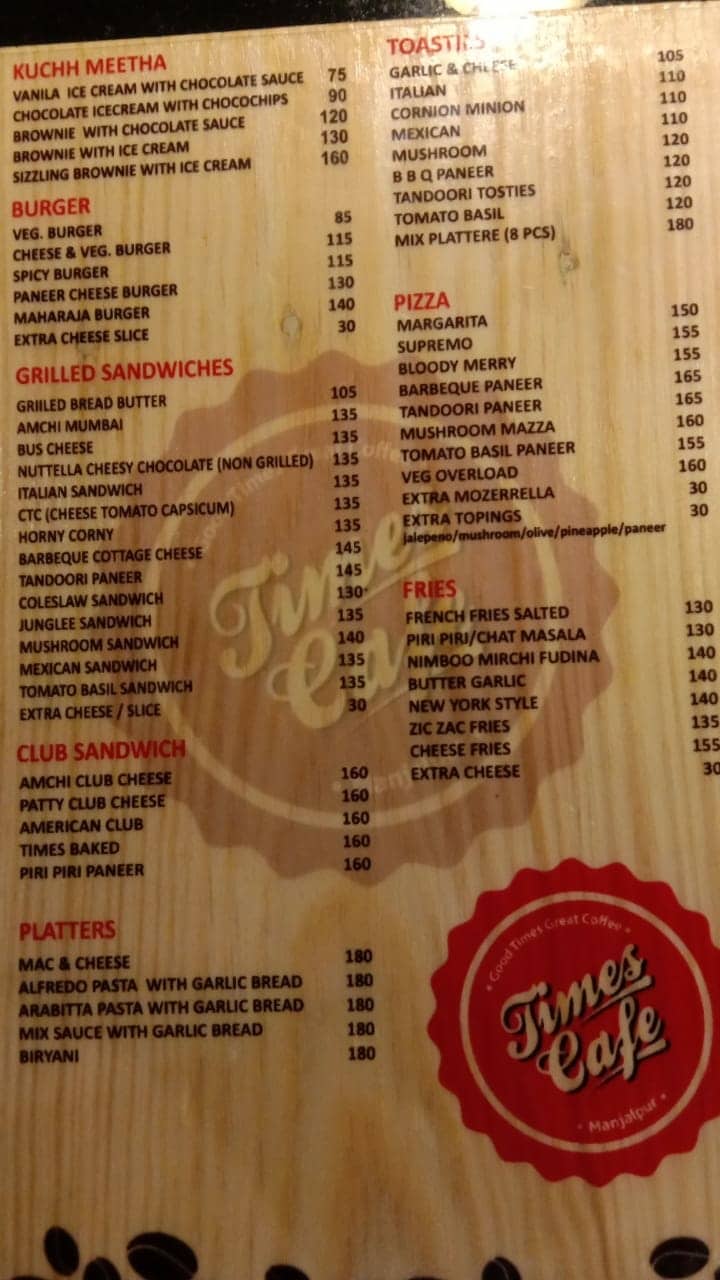 KUCHH MEETHA
VANILA ICE CREAM WITH CHOCOLATE SAUCE 75
CHOCOLATE ICECREAM WITH CHOCOCHIPS 90
BROWNIE WITH CHOCOLATE SAUCE 120
BROWNIE WITH ICE CREAM 130
SIZZLING BROWNIE WITH ICE CREAM 160
BURGER
VEG. BURGER 85
CHEESE & VEG. BURGER 115
SPICY BURGER 115
PANEER CHEESE BURGER 130
MAHARAJA BURGER 140
EXTRA CHEESE SLICE 30
GRILLED SANDWICHES
GRIILED BREAD BUTTER 105
AMCHI MUMBAI 135
BUS CHEESE 135
NUTTELLA CHEESY CHOCOLATE (NON GRILLED) 135
ITALIAN SANDWICH 135
CTC (CHEESE TOMATO CAPSICUM) 135
HORNY CORNY 135
BARBEQUE COTTAGE CHEESE 145
TANDOORI PANEER 145
COLESLAW SANDWICH 130
JUNGLEE SANDWICH 135
MUSHROOM SANDWICH 140
MEXICAN SANDWICH 135
TOMATO BASIL SANDWICH 135
EXTRA CHEESE / SLICE 30
CLUB SANDWICH
AMCHI CLUB CHEESE 160
PATTY CLUB CHEESE 160
AMERICAN CLUB 160
TIMES BAKED 160
PIRI PIRI PANEER 160
PLATTERS
MAC & CHEESE 180
ALFREDO PASTA WITH GARLIC BREAD 180
ARABITTA PASTA WITH GARLIC BREAD 180
MIX SAUCE WITH GARLIC BREAD 180
BIRYANI 180
TOASTIES
GARLIC & CHEESE 105
ITALIAN 110
CORNION MINION 110
MEXICAN 110
MUSHROOM 120
B B Q PANEER 120
TANDOORI TOSTIES 120
TOMATO BASIL 120
MIX PLATTERE (8 PCS) 180
PIZZA
MARGARITA 150
SUPREMO 155
BLOODY MERRY 155
BARBEQUE PANEER 165
TANDOORI PANEER 165
MUSHROOM MAZZA 160
TOMATO BASIL PANEER 155
VEG OVERLOAD 160
EXTRA MOZERRELLA 30
EXTRA TOPINGS 30
jalepeno/mushroom/olive/pineapple/paneer
FRIES
FRENCH FRIES SALTED 130
PIRI PIRI/CHAT MASALA 130
NIMBOO MIRCHI FUDINA 140
BUTTER GARLIC 140
NEW YORK STYLE 140
ZIC ZAC FRIES 135
CHEESE FRIES 155
EXTRA CHEESE 30
Good Times Great Coffee
Times
Cafe
Manjalpur